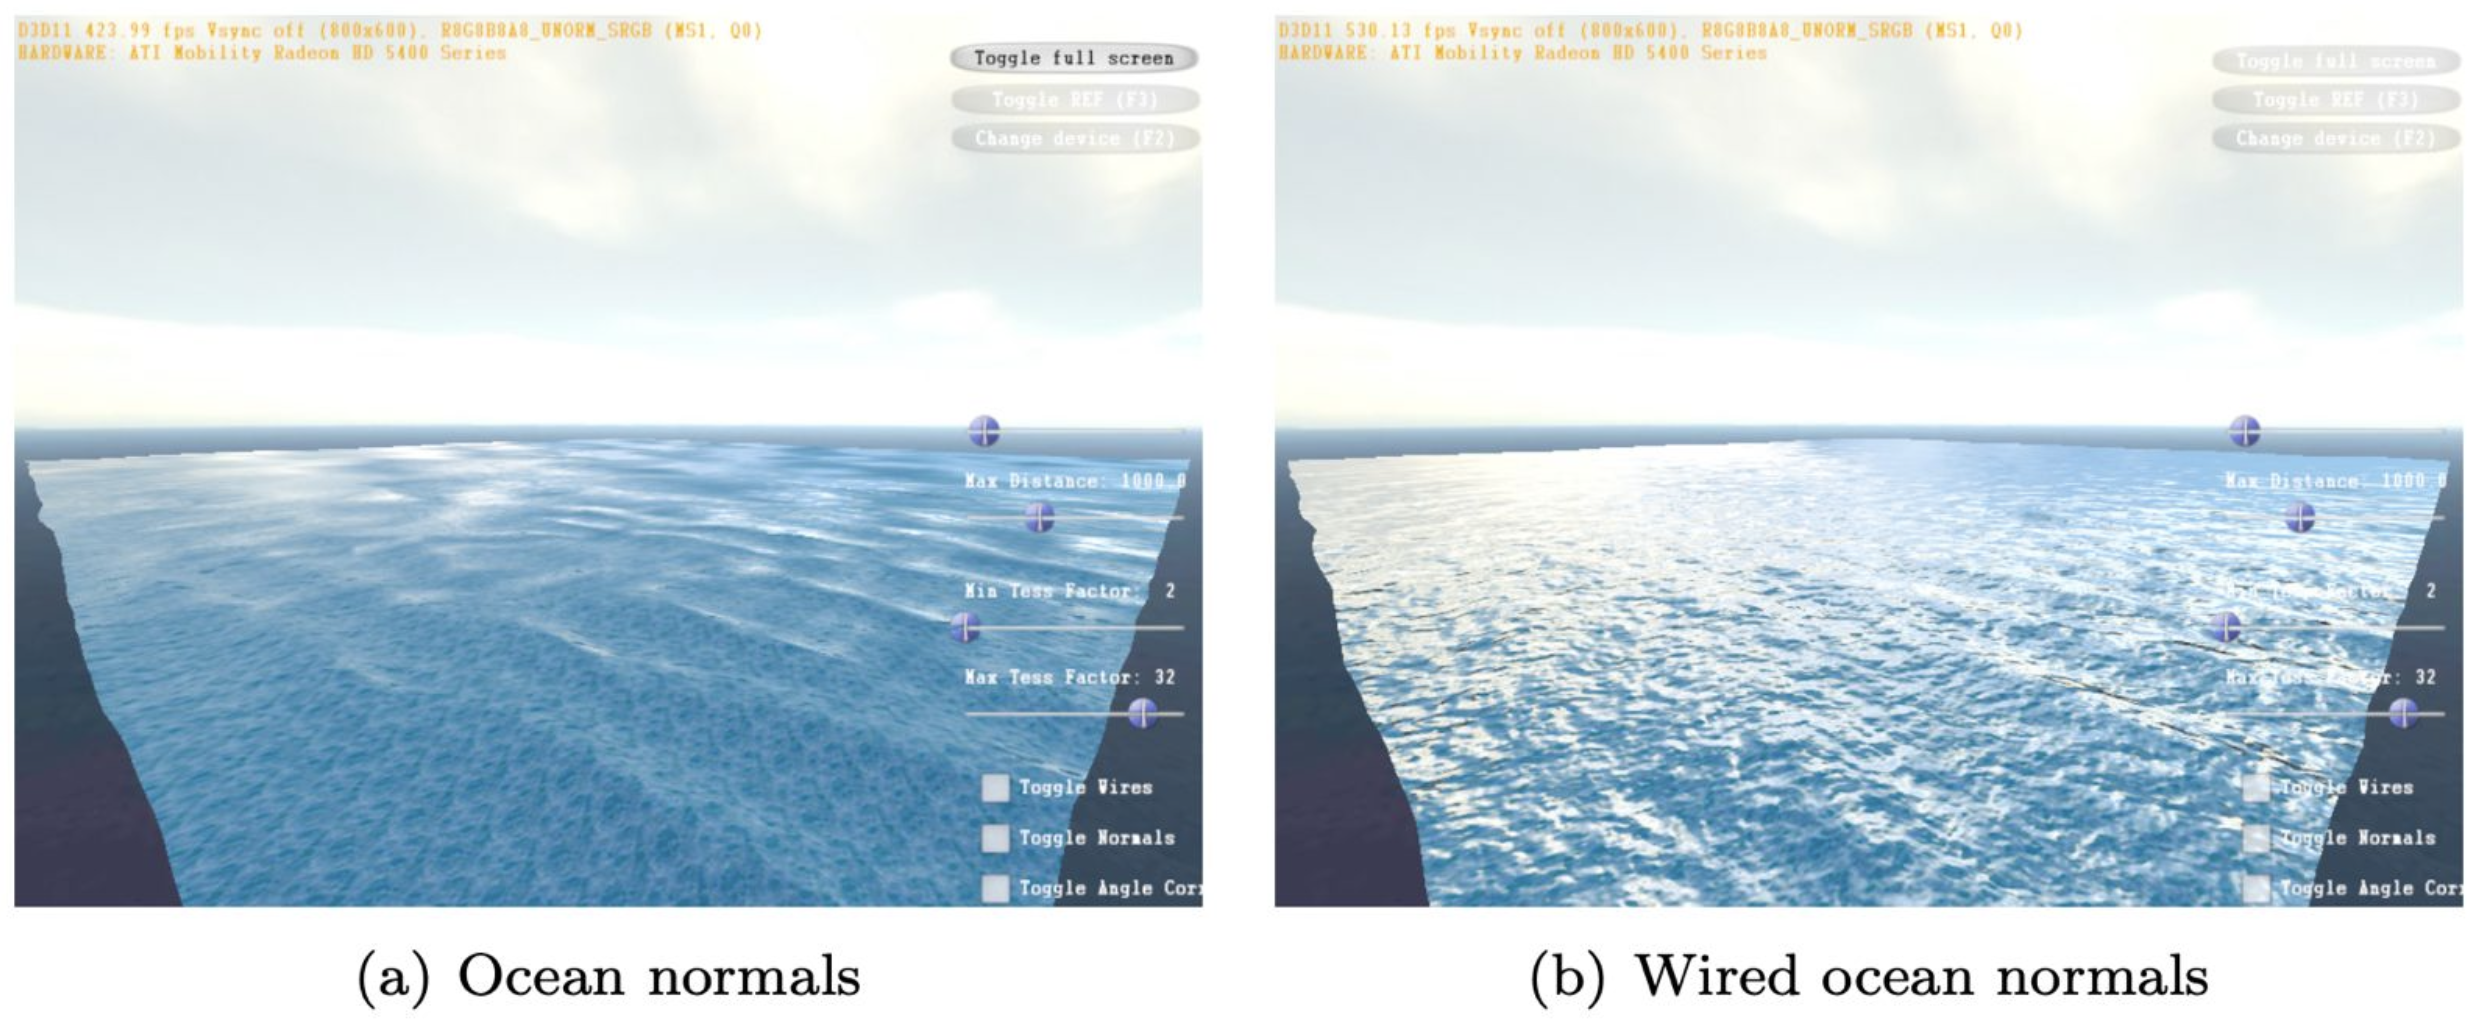 D3D11 423.99 fps Vsync off (800x600), R8G8B8A8_UNORM_SRGB (MS1, Q0)
HARDWARE: ATI Mobility Radeon HD 5400 Series
Toggle full screen
Toggle REF (F3)
Change device (F2)
Max Distance: 1000.0
Min Tess Factor: 2
Max Tess Factor: 32
Toggle Wires
Toggle Normals
Toggle Angle Corr
(a) Ocean normals
D3D11 530.13 fps Vsync off (800x600), R8G8B8A8_UNORM_SRGB (MS1, Q0)
HARDWARE: ATI Mobility Radeon HD 5400 Series
Toggle full screen
Toggle REF (F3)
Change device (F2)
Max Distance: 1000.0
Min Tess Factor: 2
Max Tess Factor: 32
Toggle Wires
Toggle Normals
Toggle Angle Corr
(b) Wired ocean normals